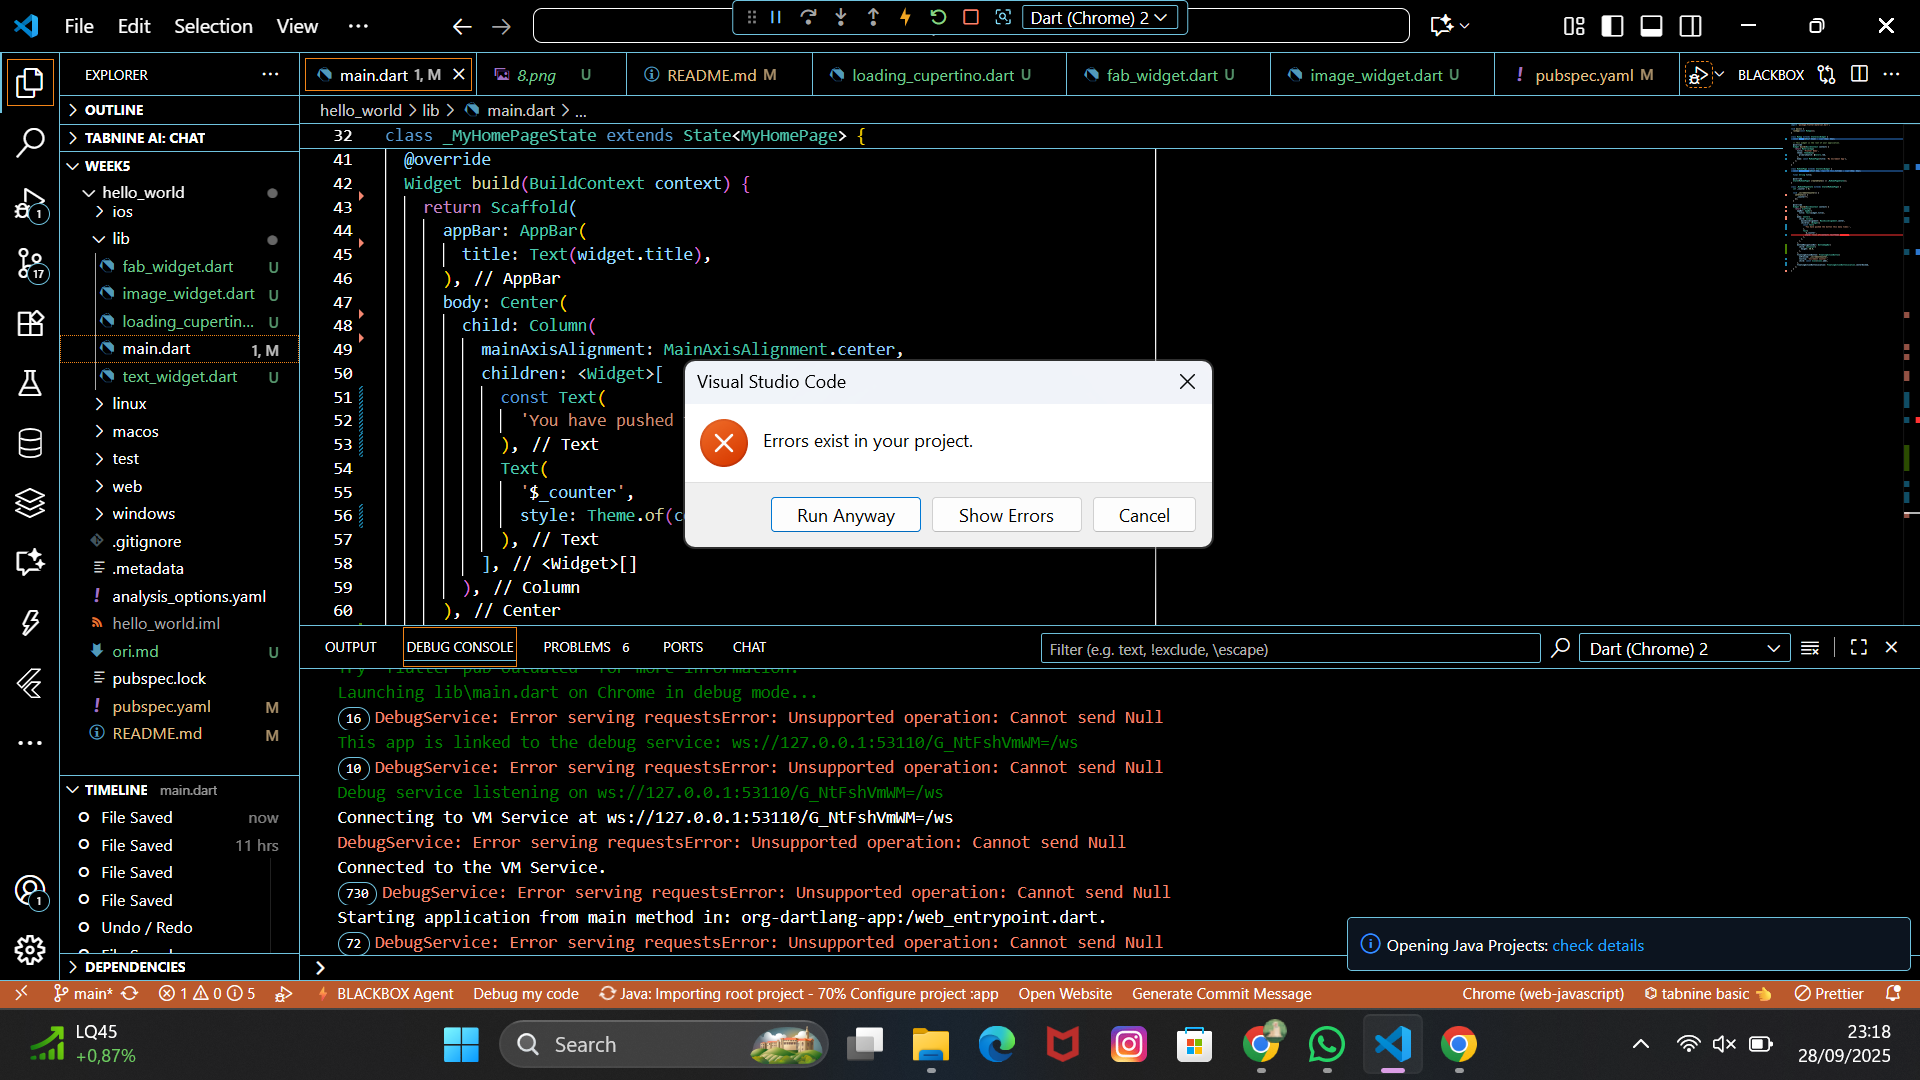 File Edit Selection View ...
Dart (Chrome) 2
EXPLORER
OUTLINE
TABNINE AI: CHAT
WEEK5
hello_world
ios
lib
fab_widget.dart U
image_widget.dart U
loading_cupertin... U
main.dart 1, M
text_widget.dart U
linux
macos
test
web
windows
.gitignore
.metadata
analysis_options.yaml
hello_world.iml
ori.md U
pubspec.lock
pubspec.yaml M
README.md M
TIMELINE main.dart
File Saved now
File Saved 11 hrs
File Saved
File Saved
Undo / Redo
DEPENDENCIES
1
17
1
main.dart 1, M
8.png U
README.md M
loading_cupertino.dart U
fab_widget.dart U
image_widget.dart U
pubspec.yaml M
BLACKBOX
hello_world > lib > main.dart > ...
32 class _MyHomePageState extends State<MyHomePage> {
41 @override
42 Widget build(BuildContext context) {
43 return Scaffold(
44 appBar: AppBar(
45 title: Text(widget.title),
46 ), // AppBar
47 body: Center(
48 child: Column(
49 mainAxisAlignment: MainAxisAlignment.center,
50 children: <Widget>[
51 const Text(
52 'You have pushed
53 ), // Text
54 Text(
55 '$_counter',
56 style: Theme.of(
57 ), // Text
58 ], // <Widget>[]
59 ), // Column
60 ), // Center
Visual Studio Code
Errors exist in your project.
Run Anyway
Show Errors
Cancel
OUTPUT DEBUG CONSOLE PROBLEMS 6 PORTS CHAT
Filter (e.g. text, !exclude, \escape)
Dart (Chrome) 2
Try `flutter pub outdated` for more information.
Launching lib\main.dart on Chrome in debug mode...
16 DebugService: Error serving requestsError: Unsupported operation: Cannot send Null
This app is linked to the debug service: ws://127.0.0.1:53110/G_NtFshVmWM=/ws
10 DebugService: Error serving requestsError: Unsupported operation: Cannot send Null
Debug service listening on ws://127.0.0.1:53110/G_NtFshVmWM=/ws
Connecting to VM Service at ws://127.0.0.1:53110/G_NtFshVmWM=/ws
DebugService: Error serving requestsError: Unsupported operation: Cannot send Null
Connected to the VM Service.
730 DebugService: Error serving requestsError: Unsupported operation: Cannot send Null
Starting application from main method in: org-dartlang-app:/web_entrypoint.dart.
72 DebugService: Error serving requestsError: Unsupported operation: Cannot send Null
Opening Java Projects: check details
main* 1 0 5 BLACKBOX Agent Debug my code Java: Importing root project - 70% Configure project :app Open Website Generate Commit Message Chrome (web-javascript) tabnine basic Prettier
LQ45
+0,87%
Search
23:18
28/09/2025